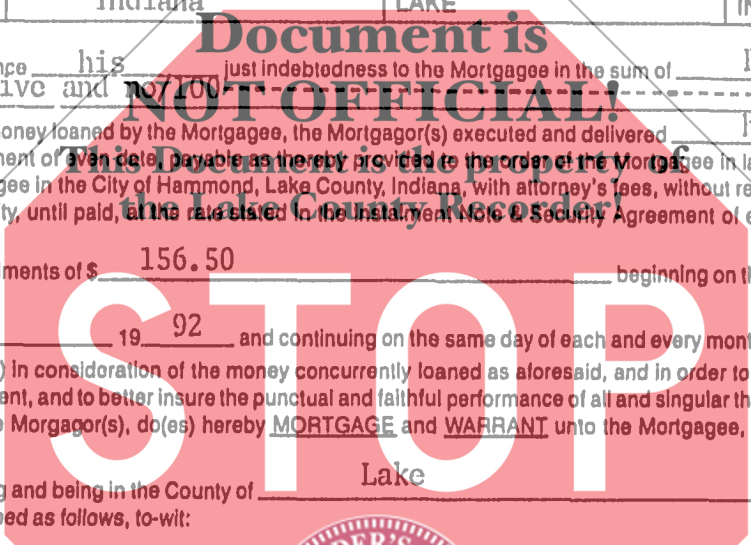 Indiana LAKE
Document is
his just indebtedness to the Mortgagee in the sum of
ive and no/100
NOT OFFICIAL!
oney loaned by the Mortgagee, the Mortgagor(s) executed and delivered
ment of even date, payable as thereby provided to the order of the Mortgagee in la
This Document is the property of
gee in the City of Hammond, Lake County, Indiana, with attorney's fees, without re
ty, until paid, at the rate stated in the Instalment Note & Security Agreement of e
the Lake County Recorder!
lments of $ 156.50 beginning on th
STOP
19 92 and continuing on the same day of each and every mont
) in consideration of the money concurrently loaned as aforesaid, and in order to
ent, and to better insure the punctual and faithful performance of all and singular th
e Morgagor(s), do(es) hereby MORTGAGE and WARRANT unto the Mortgagee,
g and being in the County of Lake
ed as follows, to-wit:
DER'S